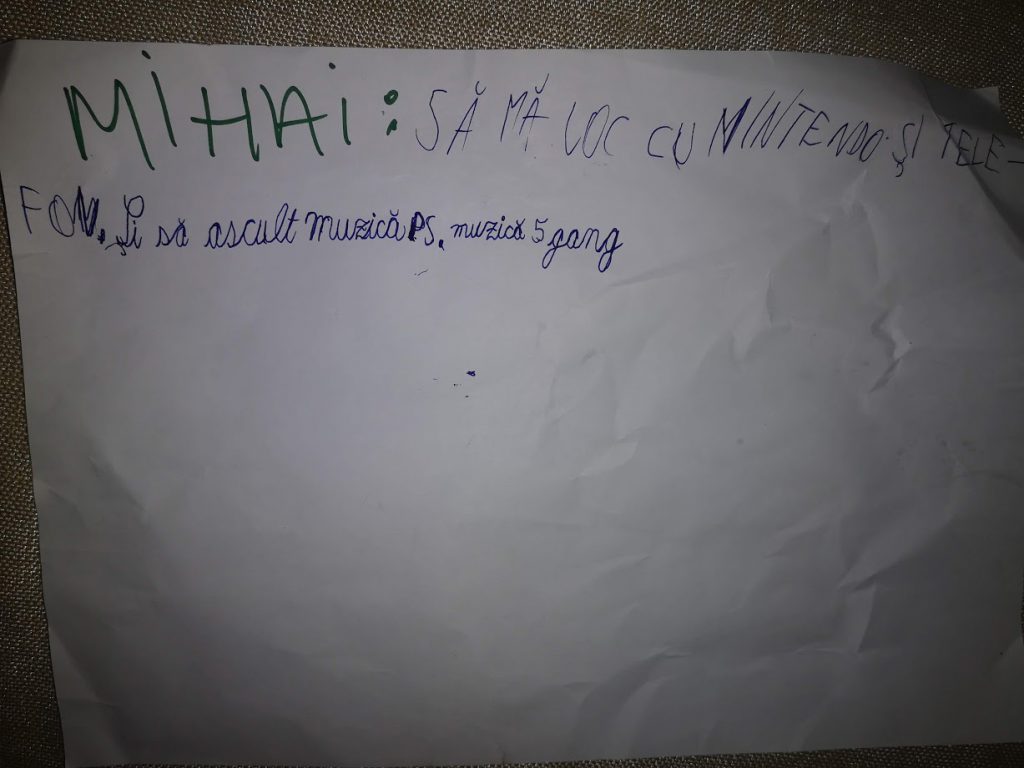 MIHAI: SĂ MĂ JOC CU NINTENDO ȘI TELE-
FON. Și să ascult muzică PS. muzică 5 gang